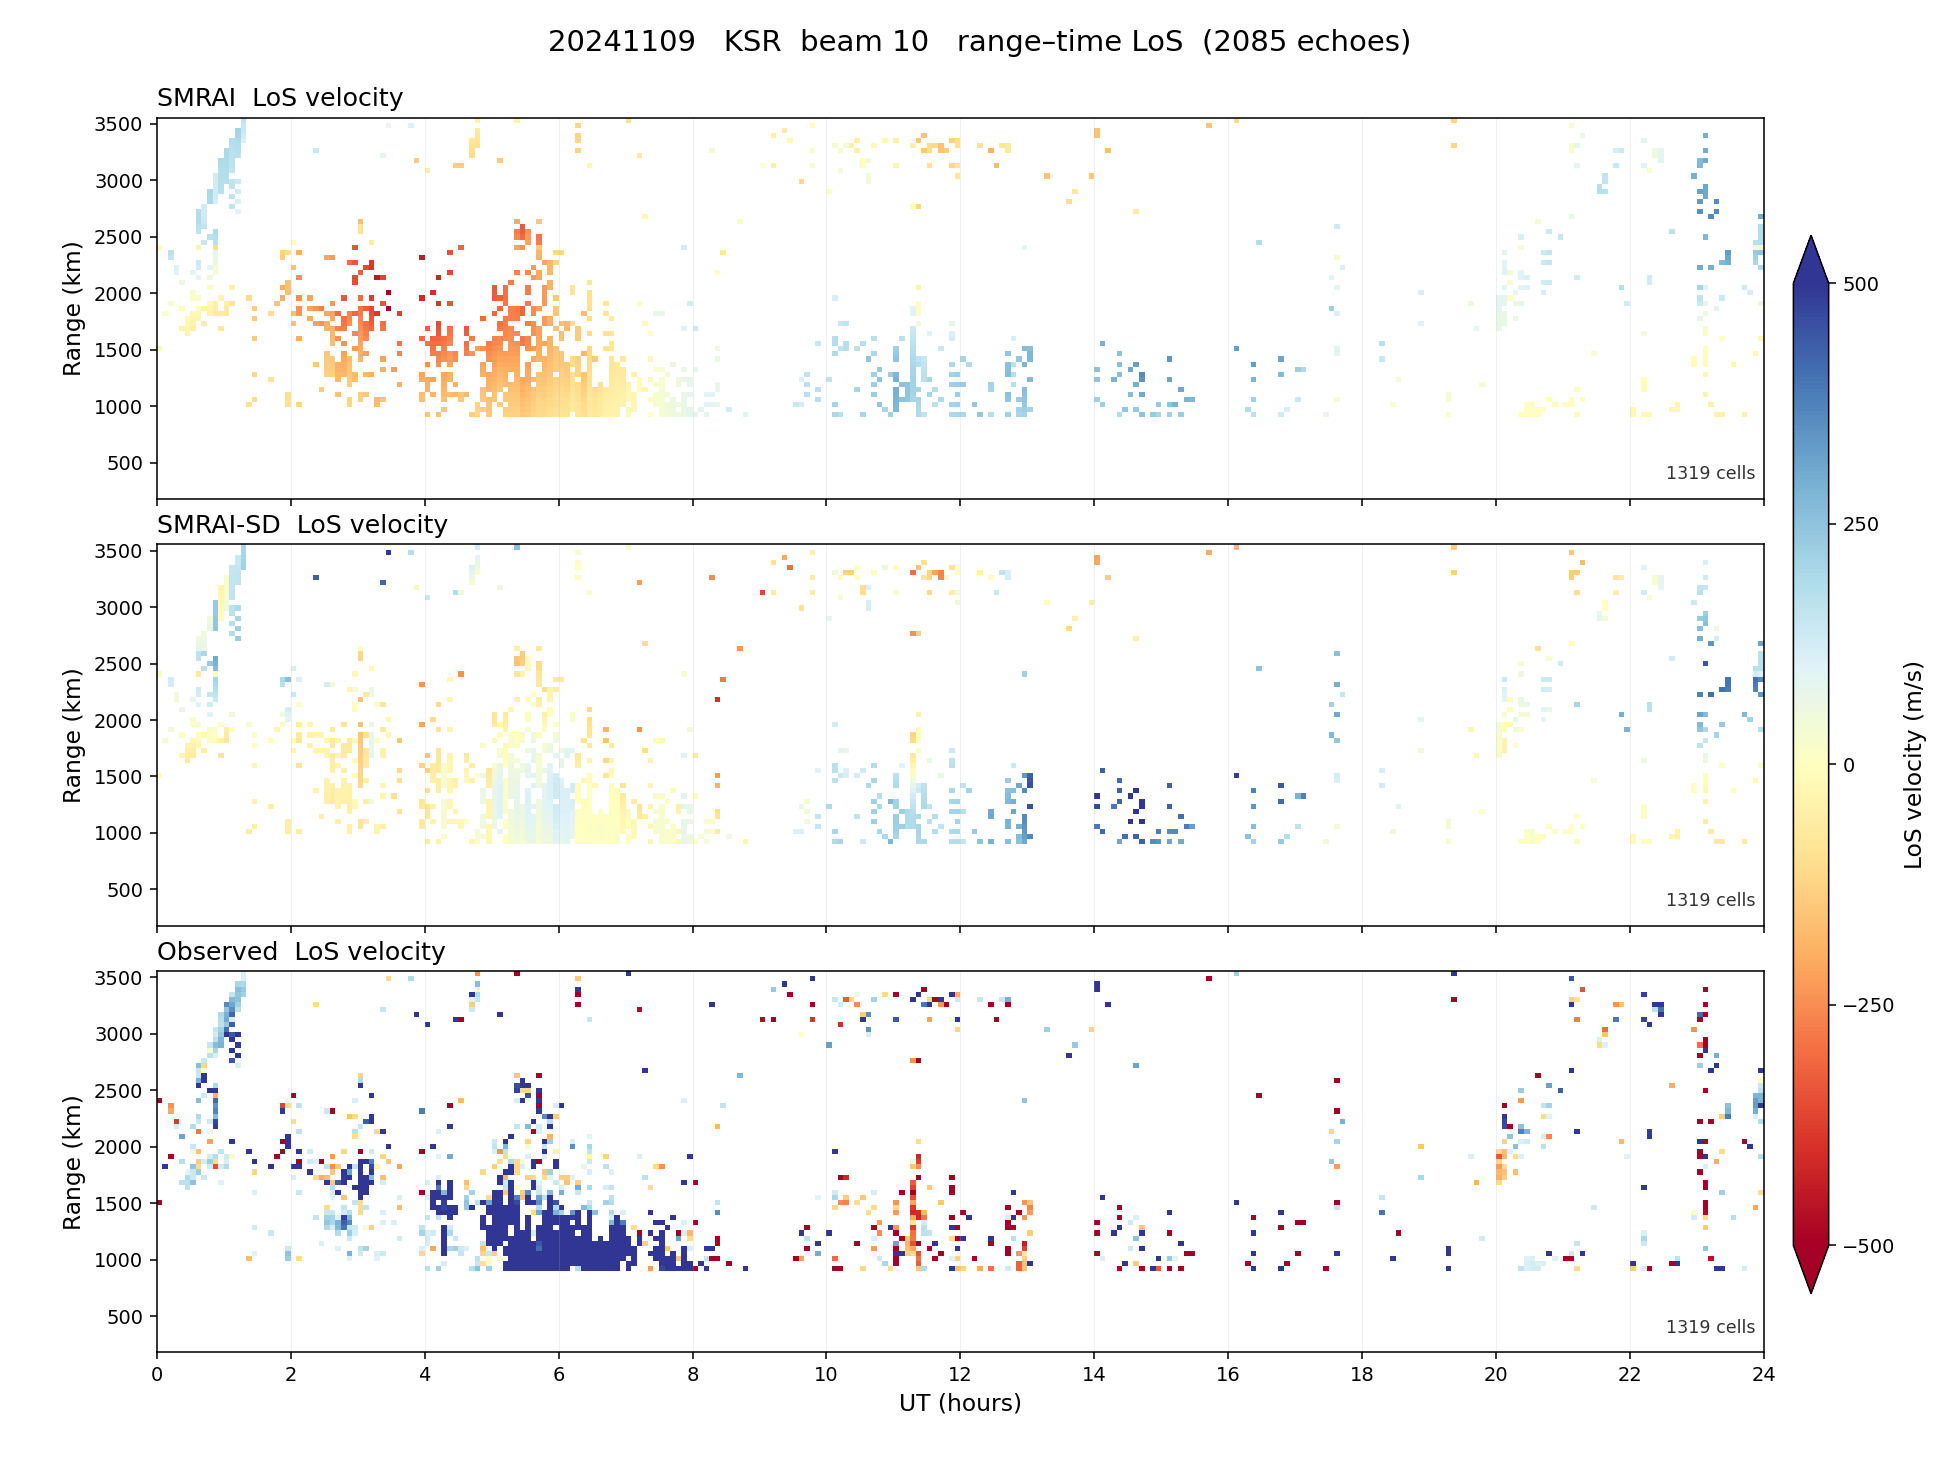 20241109   KSR  beam 10   range–time LoS  (2085 echoes)
SMRAI  LoS velocity
3500
3000
2500
2000
1500
1000
500
Range (km)
1319 cells
SMRAI-SD  LoS velocity
3500
3000
2500
2000
1500
1000
500
Range (km)
1319 cells
Observed  LoS velocity
3500
3000
2500
2000
1500
1000
500
Range (km)
1319 cells
0 2 4 6 8 10 12 14 16 18 20 22 24
UT (hours)
500
250
0
−250
−500
LoS velocity (m/s)